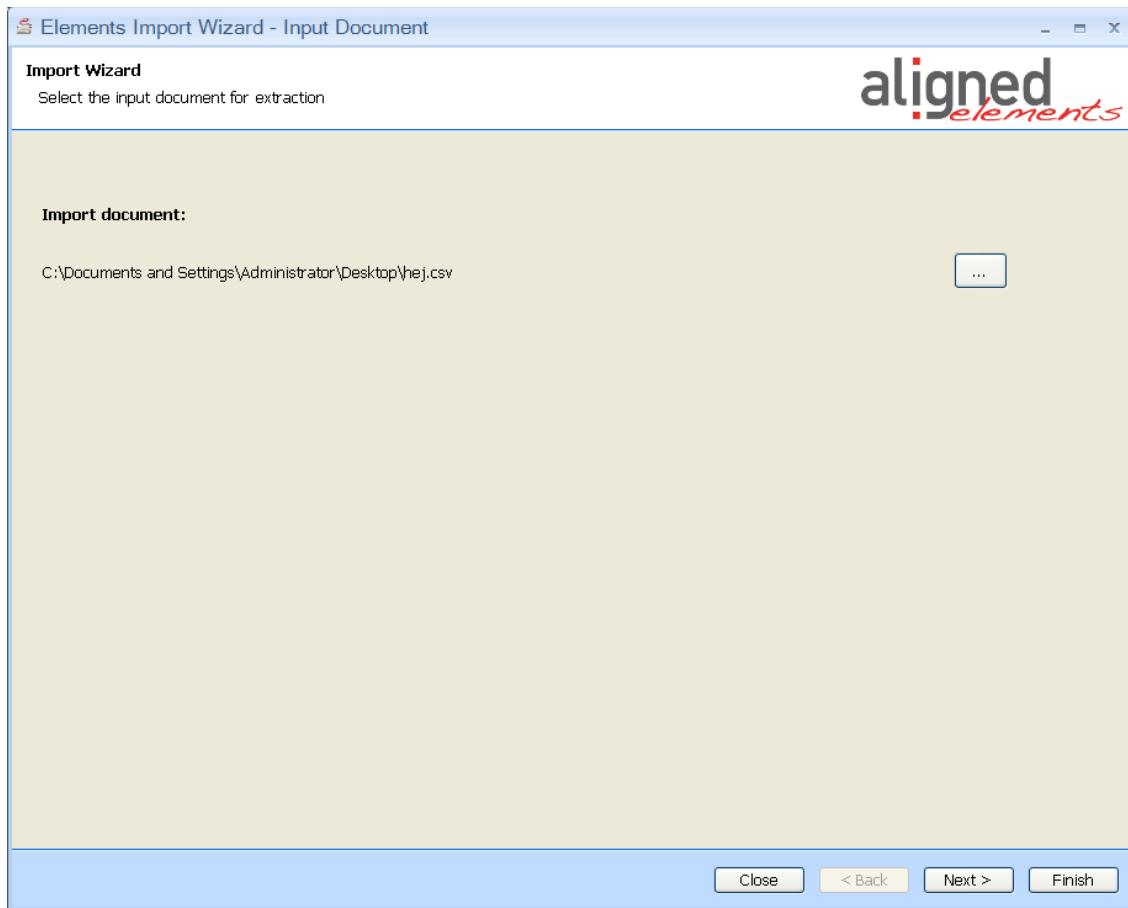 Elements Import Wizard - Input Document
Import Wizard
Select the input document for extraction
aligned
elements
Import document:
C:\Documents and Settings\Administrator\Desktop\hej.csv
...
Close
< Back
Next >
Finish